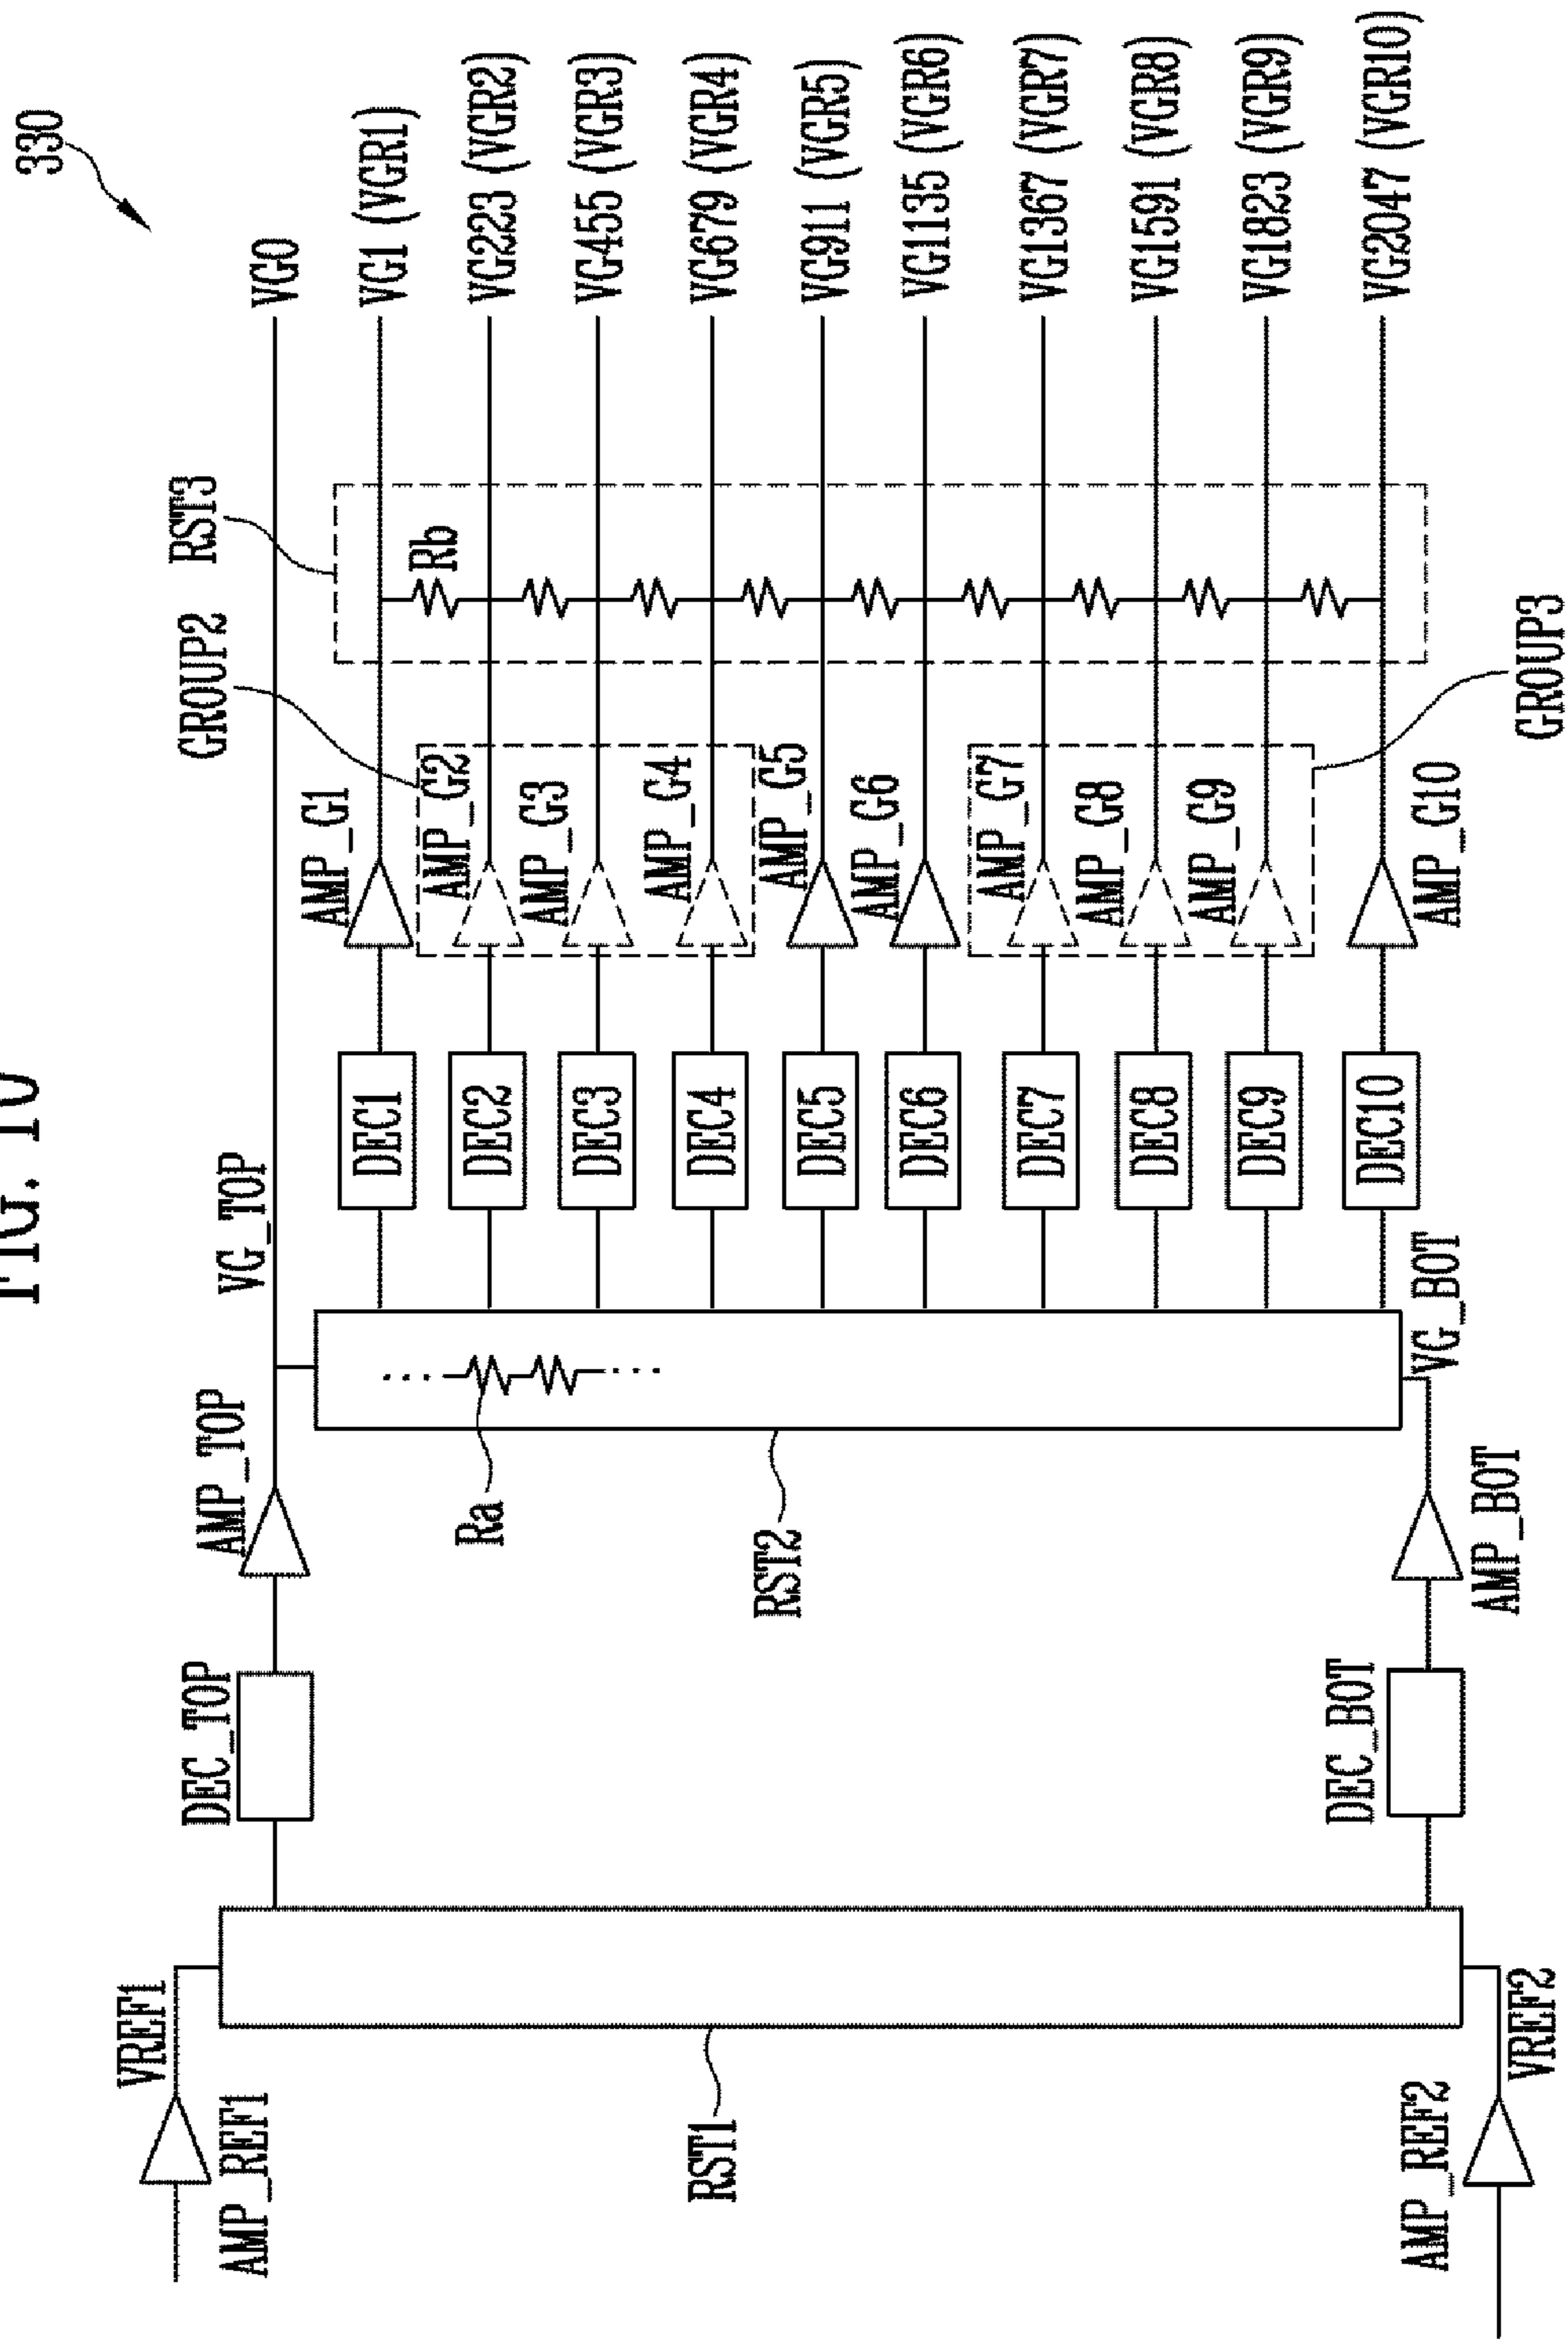 FIG. 10
330
VREF1
AMP_REF1
RST1
AMP_REF2
VREF2
DEC_TOP
DEC_BOT
AMP_TOP
AMP_BOT
VG_TOP
VG_BOT
Ra
RST2
DEC1
DEC2
DEC3
DEC4
DEC5
DEC6
DEC7
DEC8
DEC9
DEC10
AMP_G1
AMP_G2
AMP_G3
AMP_G4
AMP_G5
AMP_G6
AMP_G7
AMP_G8
AMP_G9
AMP_G10
GROUP2
GROUP3
RST3
Rb
VG0
VG1 (VGR1)
VG223 (VGR2)
VG455 (VGR3)
VG679 (VGR4)
VG911 (VGR5)
VG1135 (VGR6)
VG1367 (VGR7)
VG1591 (VGR8)
VG1823 (VGR9)
VG2047 (VGR10)